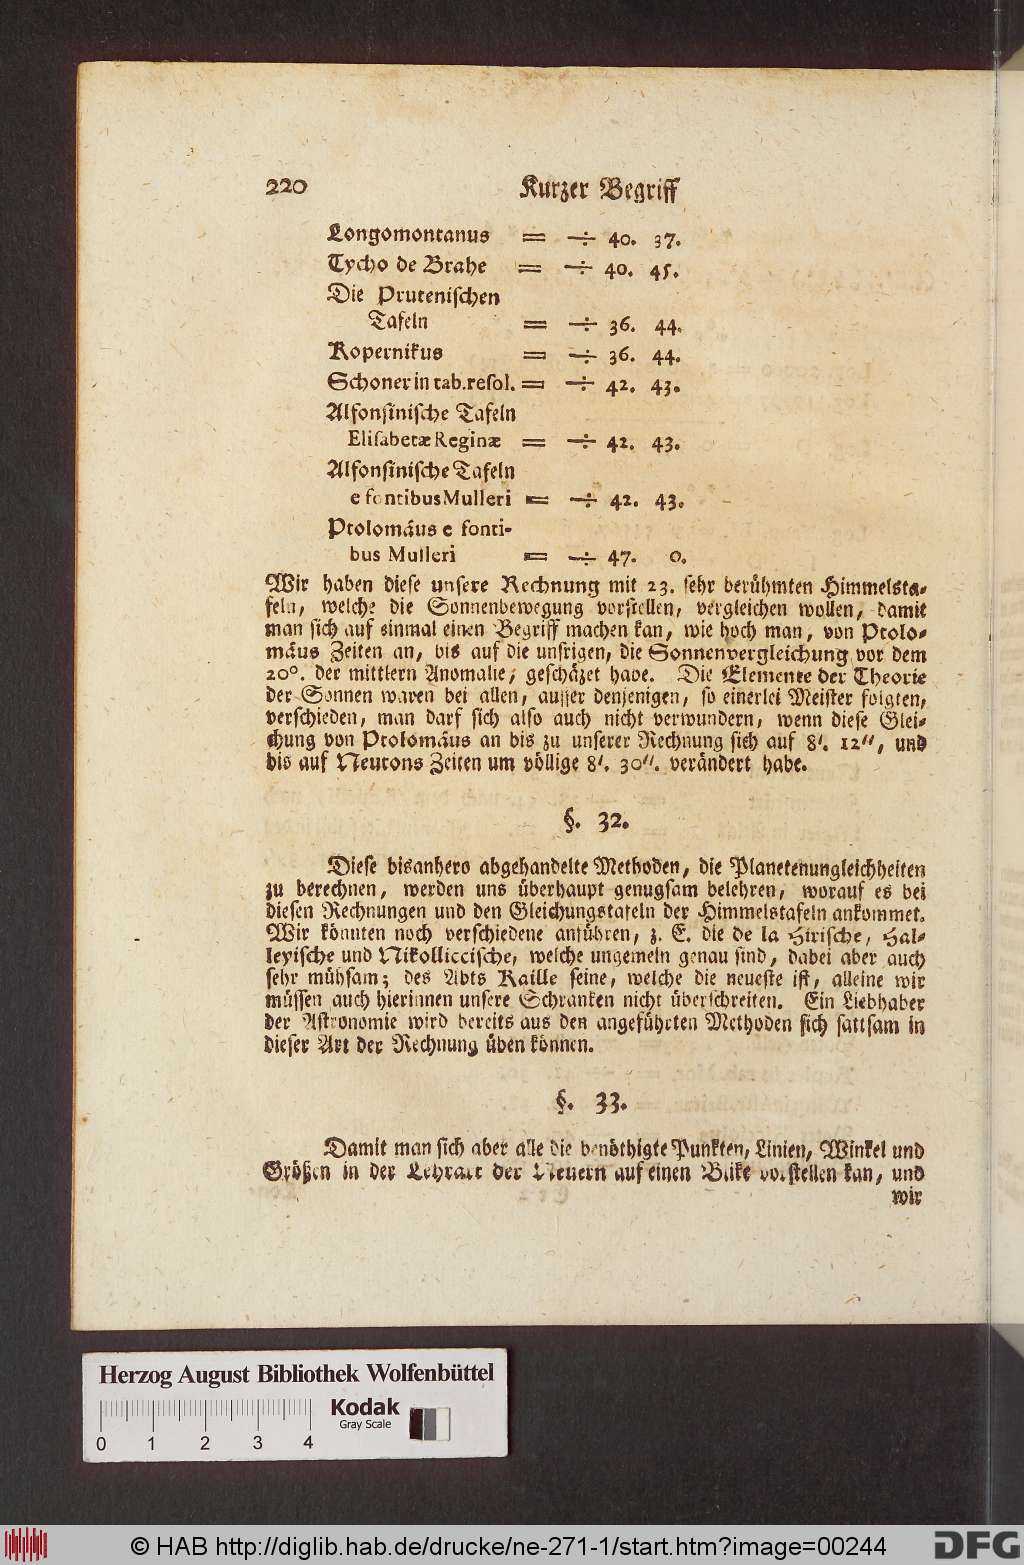 220 Kurzer Begriff
Longomontanus = ÷ 40. 37.
Tycho de Brahe = ÷ 40. 45.
Die Prutenischen
Tafeln = ÷ 36. 44.
Kopernikus = ÷ 36. 44.
Schoner in tab. resol. = ÷ 42. 43.
Alfonsinische Tafeln
Elisabetæ Reginæ = ÷ 42. 43.
Alfonsinische Tafeln
e fontibus Mulleri = ÷ 42. 43.
Ptolomäus e fonti-
bus Mulleri = ÷ 47. 0.
Wir haben diese unsere Rechnung mit 23. sehr berühmten Himmelsta-
feln, welche die Sonnenbewegung vorstellen, vergleichen wollen, damit
man sich auf einmal einen Begriff machen kan, wie hoch man, von Ptolo-
mäus Zeiten an, bis auf die unsrigen, die Sonnenvergleichung vor dem
20°. der mittlern Anomalie, geschäzet habe. Die Elemente der Theorie
der Sonnen waren bei allen, ausser denjenigen, so einerlei Meister folgten,
verschieden, man darf sich also auch nicht verwundern, wenn diese Glei-
chung von Ptolomäus an bis zu unserer Rechnung sich auf 8′. 12″, und
bis auf Neutons Zeiten um völlige 8′. 30″. verändert habe.
§. 32.
Diese bisanhero abgehandelte Methoden, die Planetenungleichheiten
zu berechnen, werden uns überhaupt genugsam belehren, worauf es bei
diesen Rechnungen und den Gleichungstafeln der Himmelstafeln ankommet.
Wir könnten noch verschiedene anführen, z. E. die de la Hirische, Hal-
leyische und Nikolliccische, welche ungemein genau sind, dabei aber auch
sehr mühsam; des Abts Kaille seine, welche die neueste ist, alleine wir
müssen auch hierinnen unsere Schranken nicht überschreiten. Ein Liebhaber
der Astronomie wird bereits aus den angeführten Methoden sich sattsam in
dieser Art der Rechnung üben können.
§. 33.
Damit man sich aber alle die benöthigte Punkten, Linien, Winkel und
Größen in der Lehrart der Neuern auf einen Blike vorstellen kan, und
wir
Herzog August Bibliothek Wolfenbüttel
Kodak
Gray Scale
0 1 2 3 4
© HAB http://diglib.hab.de/drucke/ne-271-1/start.htm?image=00244
DFG